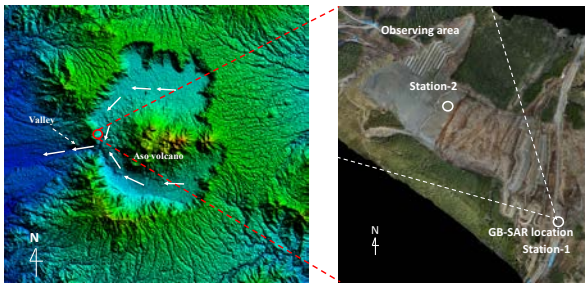 Valley
Aso volcano
N
Observing area
Station-2
GB-SAR location
Station-1
N